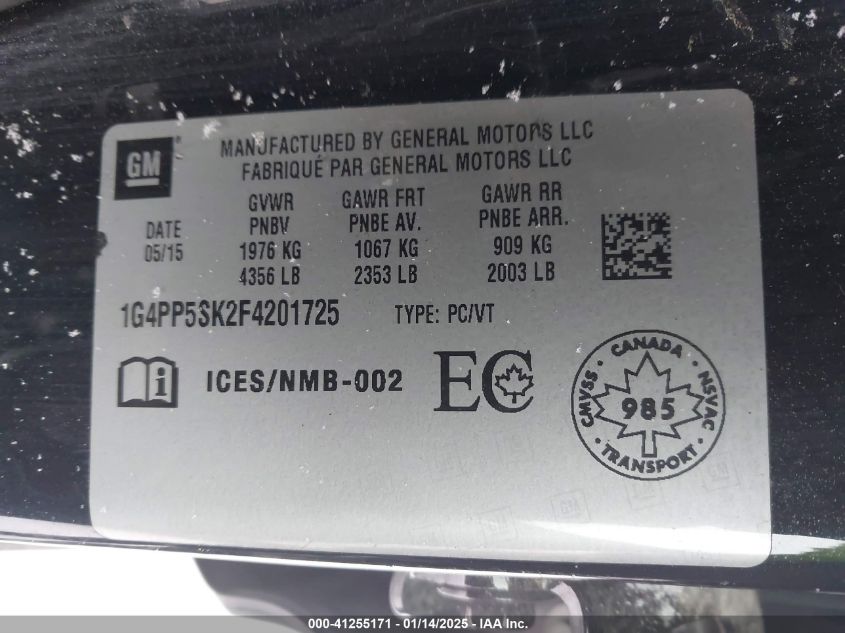 GM
MANUFACTURED BY GENERAL MOTORS LLC
FABRIQUÉ PAR GENERAL MOTORS LLC
DATE
05/15
GVWR
PNBV
1976 KG
4356 LB
GAWR FRT
PNBE AV.
1067 KG
2353 LB
GAWR RR
PNBE ARR.
909 KG
2003 LB
1G4PP5SK2F4201725 TYPE: PC/VT
i ICES/NMB-002 EC
CANADA
CMVSS 985 NSVAC
TRANSPORT
GM
000-41255171 - 01/14/2025 - IAA Inc.